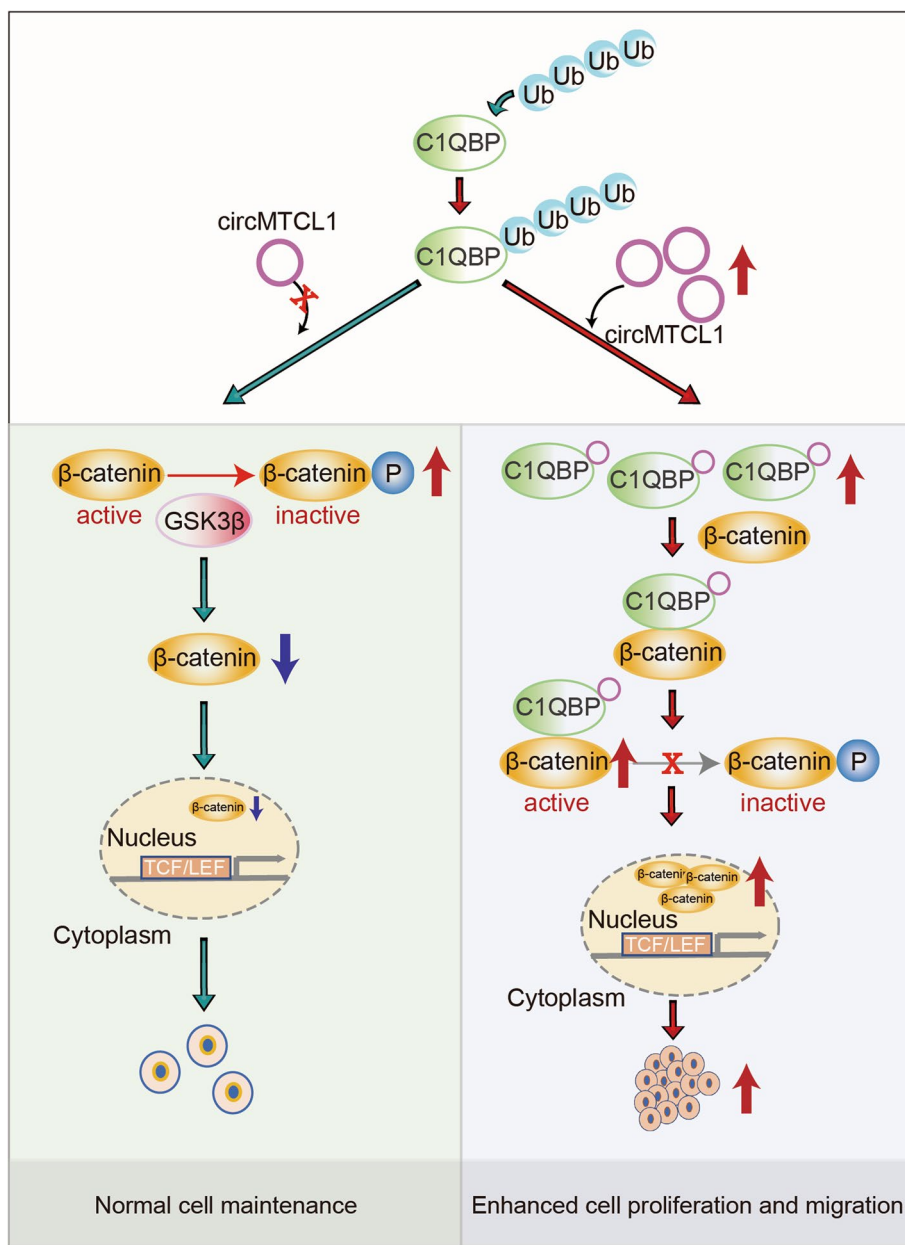 Ub Ub Ub Ub
C1QBP
circMTCL1
C1QBP Ub Ub Ub Ub
X
circMTCL1
β-catenin β-catenin P
active inactive
GSK3β
β-catenin
β-catenin
Nucleus
TCF/LEF
Cytoplasm
Normal cell maintenance
C1QBP C1QBP C1QBP
β-catenin
C1QBP
β-catenin
C1QBP
β-catenin X β-catenin P
active inactive
β-catenin β-catenin
β-catenin
Nucleus
TCF/LEF
Cytoplasm
Enhanced cell proliferation and migration